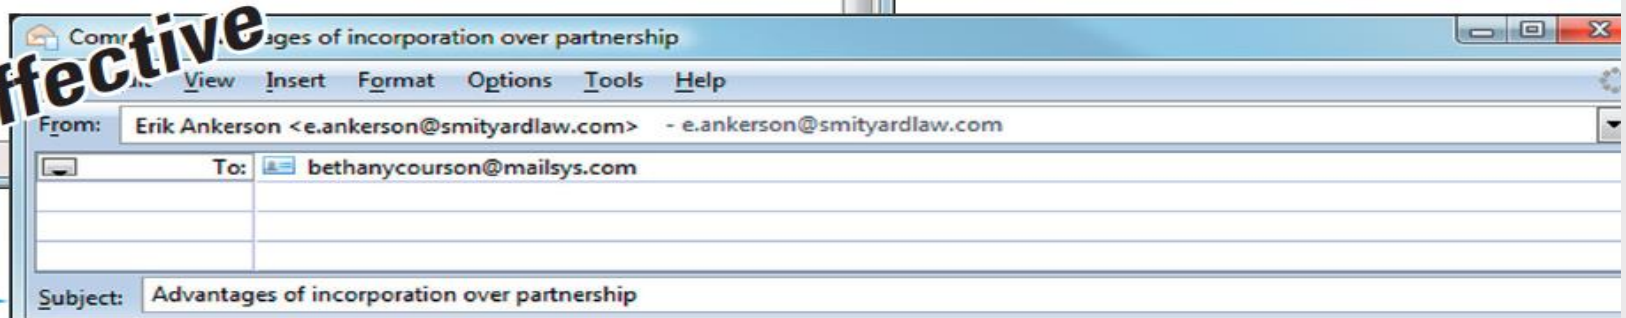 ages of incorporation over partnership
ffective
View Insert Format Options Tools Help
From: Erik Ankerson <e.ankerson@smityardlaw.com> - e.ankerson@smityardlaw.com
To: bethanycourson@mailsys.com
Subject: Advantages of incorporation over partnership